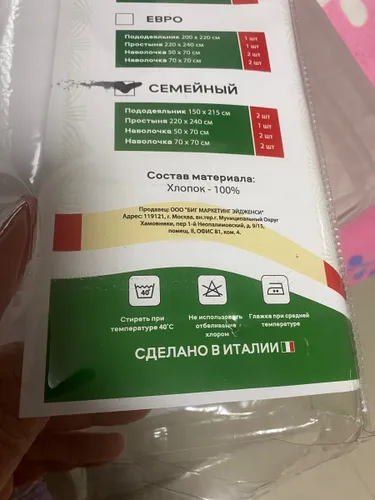 ЕВРО
Пододеяльник 200 x 220 см 1 шт
Простыня 220 x 240 см 1 шт
Наволочка 50 x 70 см 2 шт
Наволочка 70 x 70 см 2 шт
СЕМЕЙНЫЙ
Пододеяльник 150 x 215 см 2 шт
Простыня 220 x 240 см 1 шт
Наволочка 50 x 70 см 2 шт
Наволочка 70 x 70 см 2 шт
Состав материала:
Хлопок - 100%
Продавец: ООО "БИГ МАРКЕТИНГ ЭЙДЖЕНСИ"
Адрес: 119121, г. Москва, вн.тер.г. Муниципальный Округ
Хамовники, пер 1-й Неопалимовский, д. 9/15,
помещ. II, ОФИС 81, ком. 4.
40
Стирать при температуре 40°C
Не использовать отбеливание хлором
Глажка при средней температуре
СДЕЛАНО В ИТАЛИИ